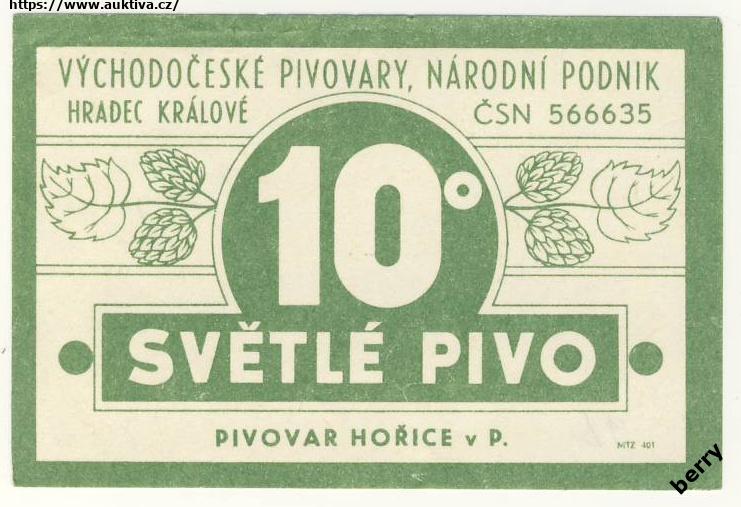 https://www.auktiva.cz/
VÝCHODOČESKÉ PIVOVARY, NÁRODNÍ PODNIK
HRADEC KRÁLOVÉ ČSN 566635
10°
SVĚTLÉ PIVO
PIVOVAR HOŘICE v P.
MTZ 401
berry